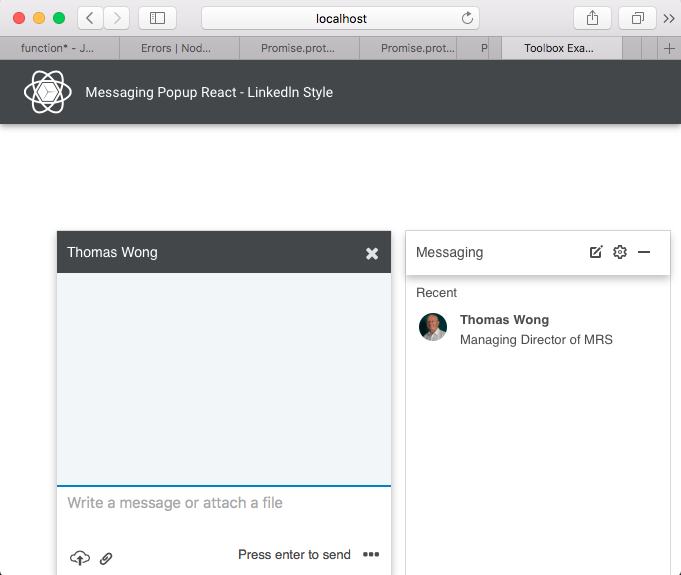 localhost
function* - J...
Errors | Nod...
Promise.prot...
Promise.prot...
P
Toolbox Exa...
Messaging Popup React - LinkedIn Style
Thomas Wong
Messaging
Recent
Thomas Wong
Managing Director of MRS
Write a message or attach a file
Press enter to send